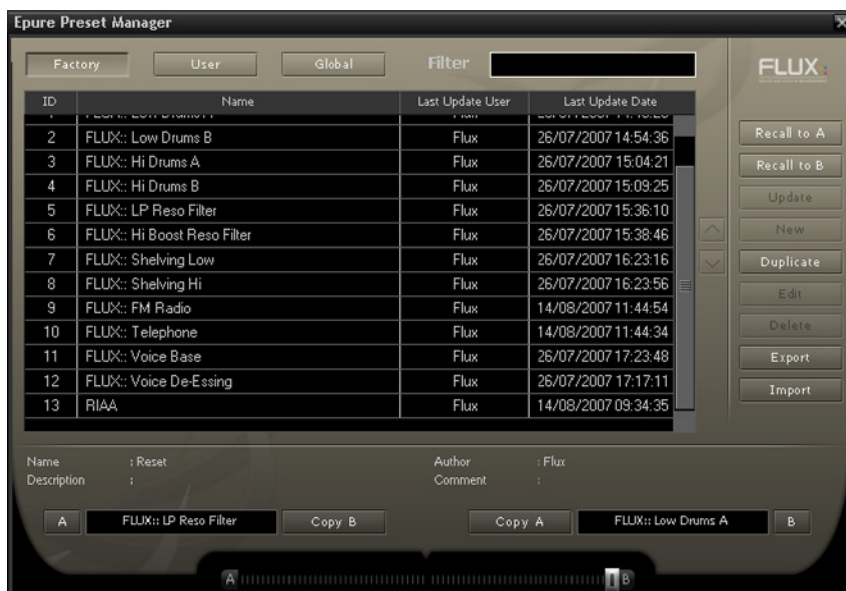 Epure Preset Manager
Factory User Global Filter
FLUX::
ID Name Last Update User Last Update Date
2 FLUX:: Low Drums B Flux 26/07/2007 14:54:36
3 FLUX:: Hi Drums A Flux 26/07/2007 15:04:21
4 FLUX:: Hi Drums B Flux 26/07/2007 15:09:25
5 FLUX:: LP Reso Filter Flux 26/07/2007 15:36:10
6 FLUX:: Hi Boost Reso Filter Flux 26/07/2007 15:38:46
7 FLUX:: Shelving Low Flux 26/07/2007 16:23:16
8 FLUX:: Shelving Hi Flux 26/07/2007 16:23:56
9 FLUX:: FM Radio Flux 14/08/2007 11:44:54
10 FLUX:: Telephone Flux 14/08/2007 11:44:34
11 FLUX:: Voice Base Flux 26/07/2007 17:23:48
12 FLUX:: Voice De-Essing Flux 26/07/2007 17:17:11
13 RIAA Flux 14/08/2007 09:34:35
Recall to A
Recall to B
Update
New
Duplicate
Edit
Delete
Export
Import
Name : Reset Author : Flux
Description : Comment :
A FLUX:: LP Reso Filter Copy B Copy A FLUX:: Low Drums A B
A B